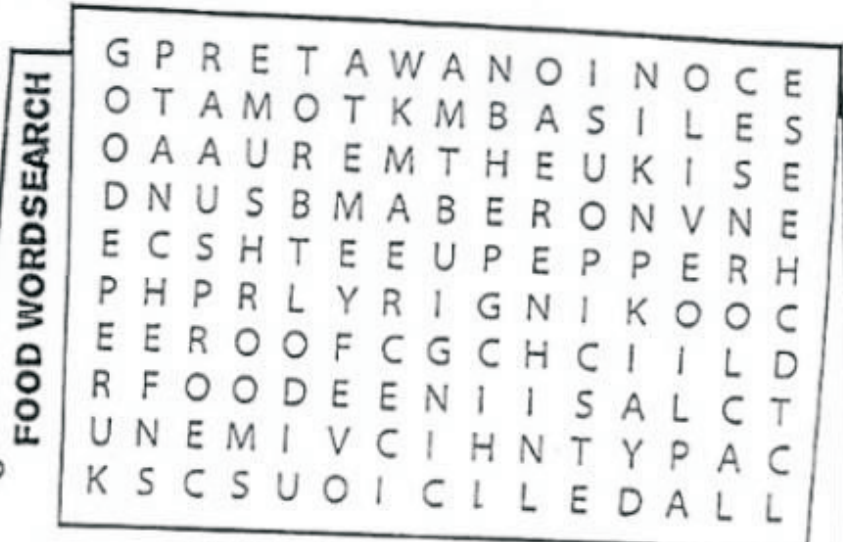 FOOD WORDSEARCH
G P R E T A W A N O I N O C E
O T A M O T K M B A S I L E S
O A A U R E M T H E U K I S E
D N U S B M A B E R O N V N E
E C S H T E E U P E P P E R H
P H P R L Y R I G N I K O O C
E E R O O F C G C H C I I L D
R F O O D E E N I I S A L C T
U N E M I V C I H N T Y P A C
K S C S U O I C I L L E D A L L